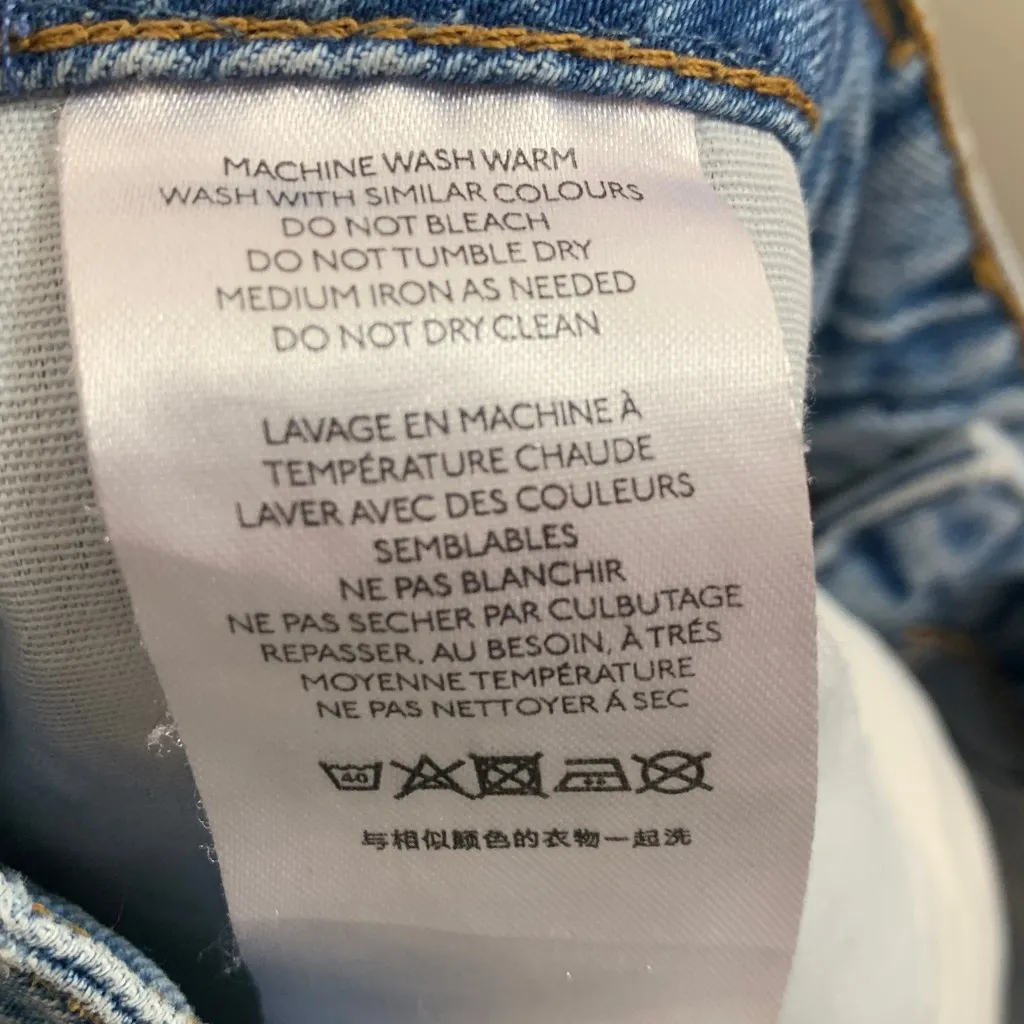 MACHINE WASH WARM
WASH WITH SIMILAR COLOURS
DO NOT BLEACH
DO NOT TUMBLE DRY
MEDIUM IRON AS NEEDED
DO NOT DRY CLEAN
LAVAGE EN MACHINE À
TEMPÉRATURE CHAUDE
LAVER AVEC DES COULEURS
SEMBLABLES
NE PAS BLANCHIR
NE PAS SECHER PAR CULBUTAGE
REPASSER, AU BESOIN, À TRÉS
MOYENNE TEMPÉRATURE
NE PAS NETTOYER Á SEC
40
与相似颜色的衣物一起洗